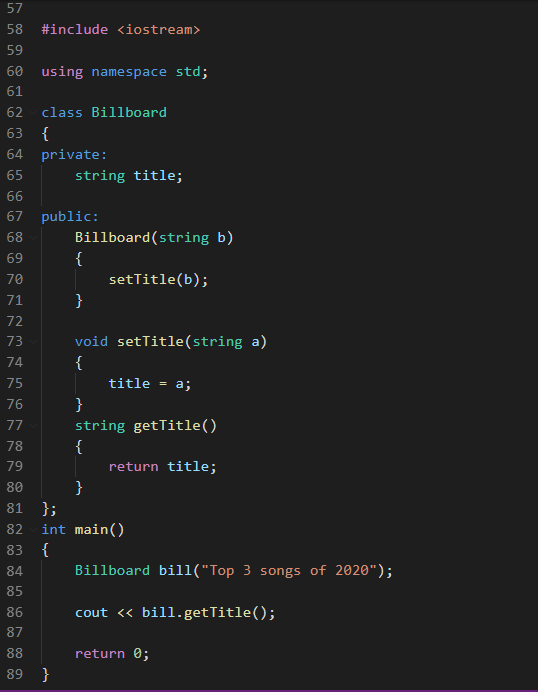 57
58 #include <iostream>
59
60 using namespace std;
61
62 class Billboard
63 {
64 private:
65     string title;
66
67 public:
68     Billboard(string b)
69     {
70         setTitle(b);
71     }
72
73     void setTitle(string a)
74     {
75         title = a;
76     }
77     string getTitle()
78     {
79         return title;
80     }
81 };
82 int main()
83 {
84     Billboard bill("Top 3 songs of 2020");
85
86     cout << bill.getTitle();
87
88     return 0;
89 }